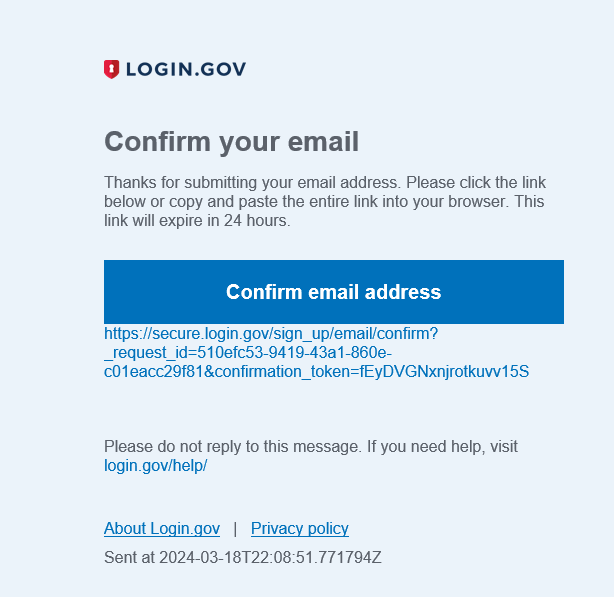 LOGIN.GOV
Confirm your email
Thanks for submitting your email address. Please click the link
below or copy and paste the entire link into your browser. This
link will expire in 24 hours.
Confirm email address
https://secure.login.gov/sign_up/email/confirm?
_request_id=510efc53-9419-43a1-860e-
c01eacc29f81&confirmation_token=fEyDVGNxnjrotkuvv15S
Please do not reply to this message. If you need help, visit
login.gov/help/
About Login.gov | Privacy policy
Sent at 2024-03-18T22:08:51.771794Z